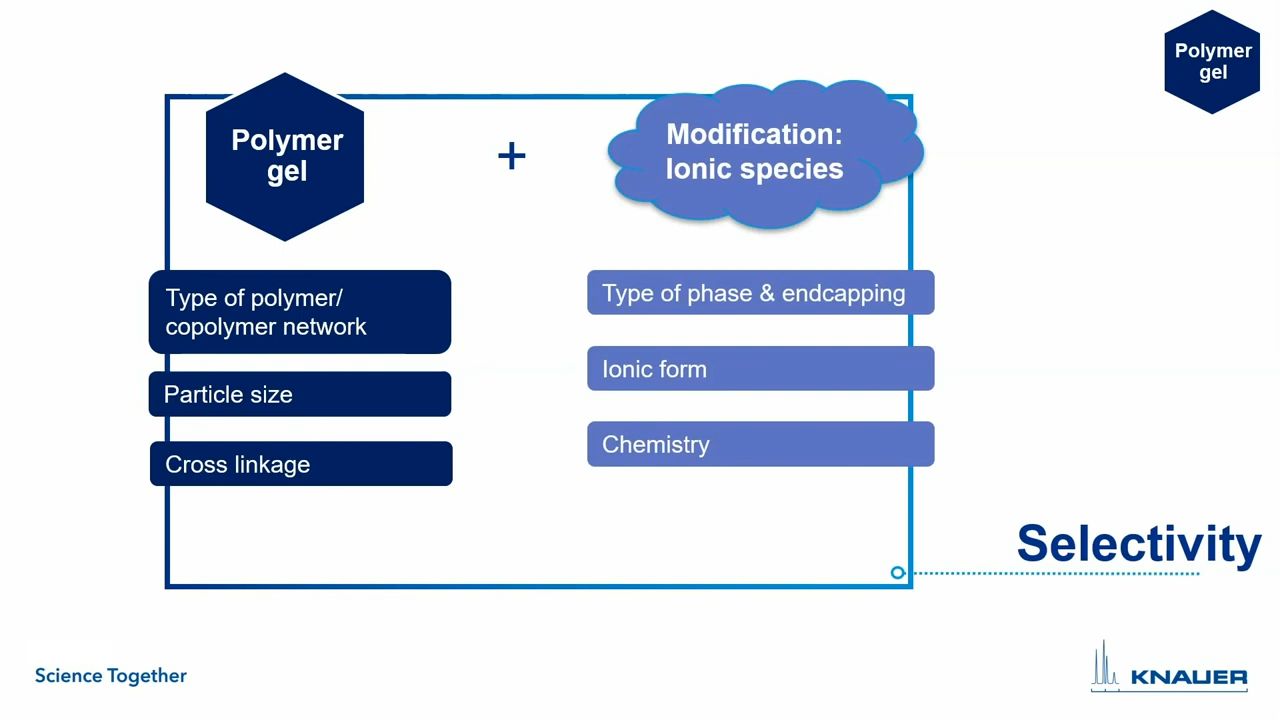 Polymer
gel
Polymer
gel
+
Modification:
Ionic species
Type of polymer/
copolymer network
Type of phase & endcapping
Particle size
Ionic form
Cross linkage
Chemistry
Selectivity
Science Together
KNAUER